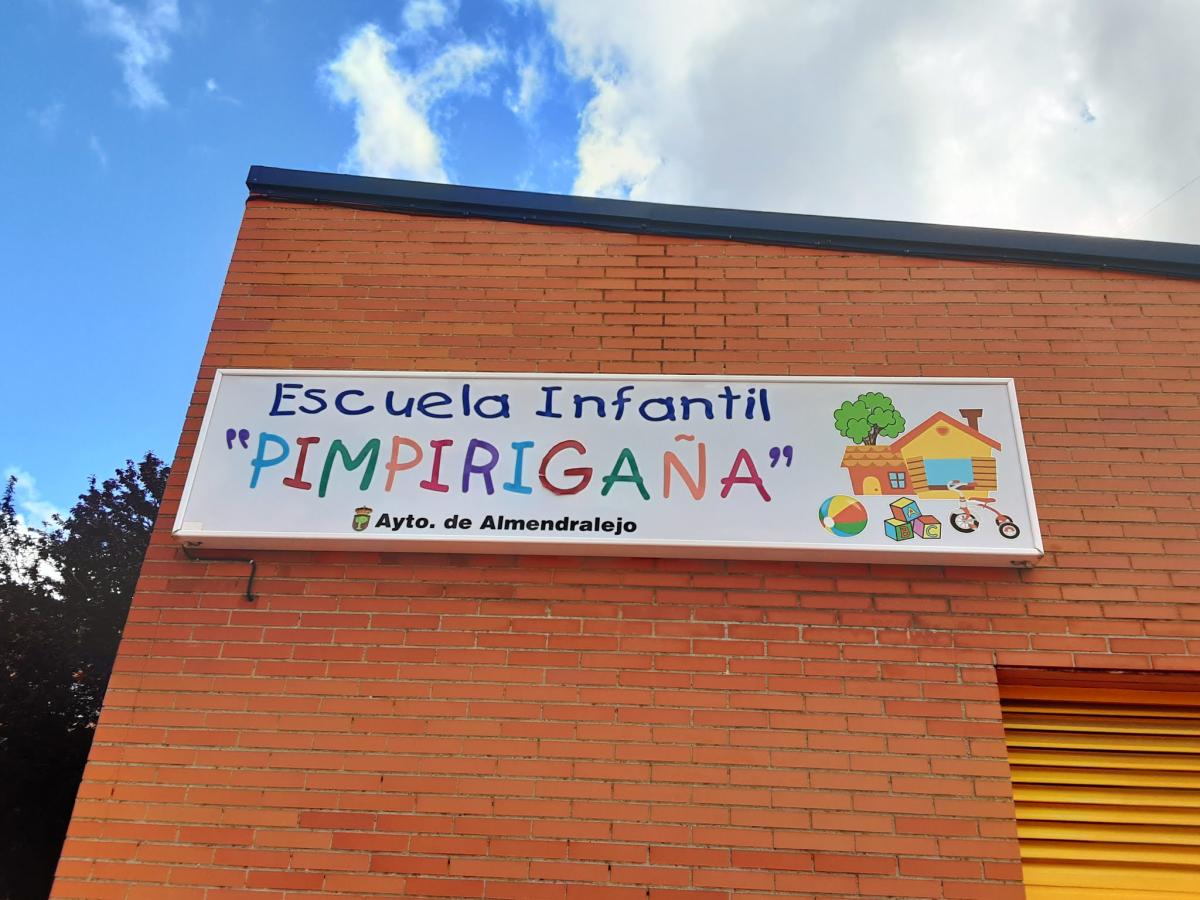 Escuela Infantil
"PIMPIRIGAÑA"
Ayto. de Almendralejo
A
B C